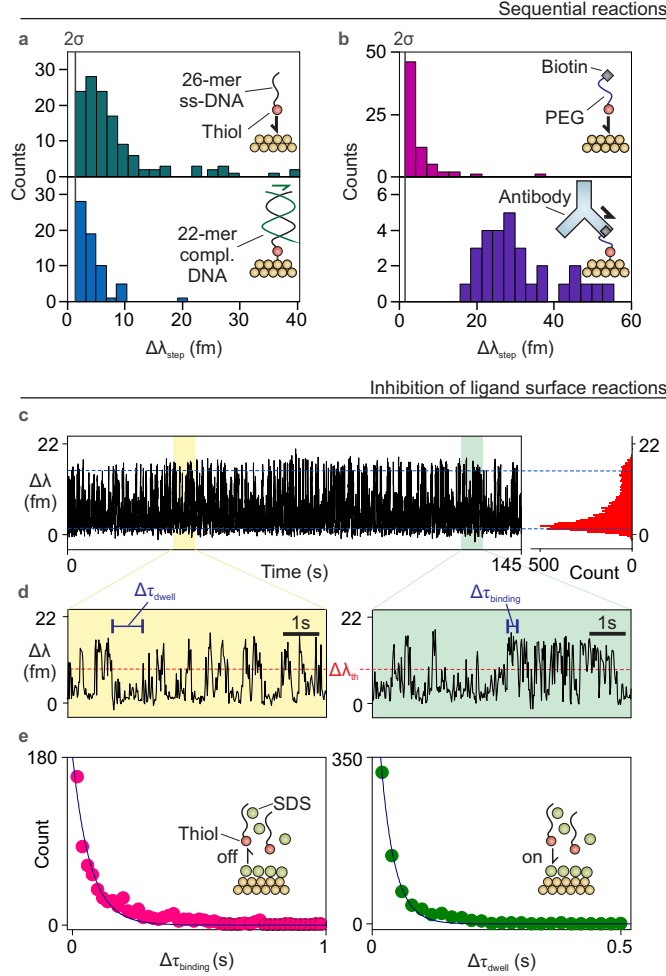 Sequential reactions
a
2σ
30
20
10
0
Counts
26-mer
ss-DNA
Thiol
30
20
10
0
22-mer
compl.
DNA
0
10
20
30
40
Δλstep (fm)
b
2σ
50
25
0
Counts
Biotin
PEG
6
4
2
0
Antibody
0
20
40
60
Δλstep (fm)
Inhibition of ligand surface reactions
c
22
Δλ
(fm)
0
0
Time (s)
145
22
0
500
0
Count
d
Δτdwell
22
Δλ
(fm)
0
1s
Δτbinding
22
Δλth
0
1s
e
180
Count
0
SDS
Thiol
off
0
1
Δτbinding (s)
350
0
on
0
0.5
Δτdwell (s)